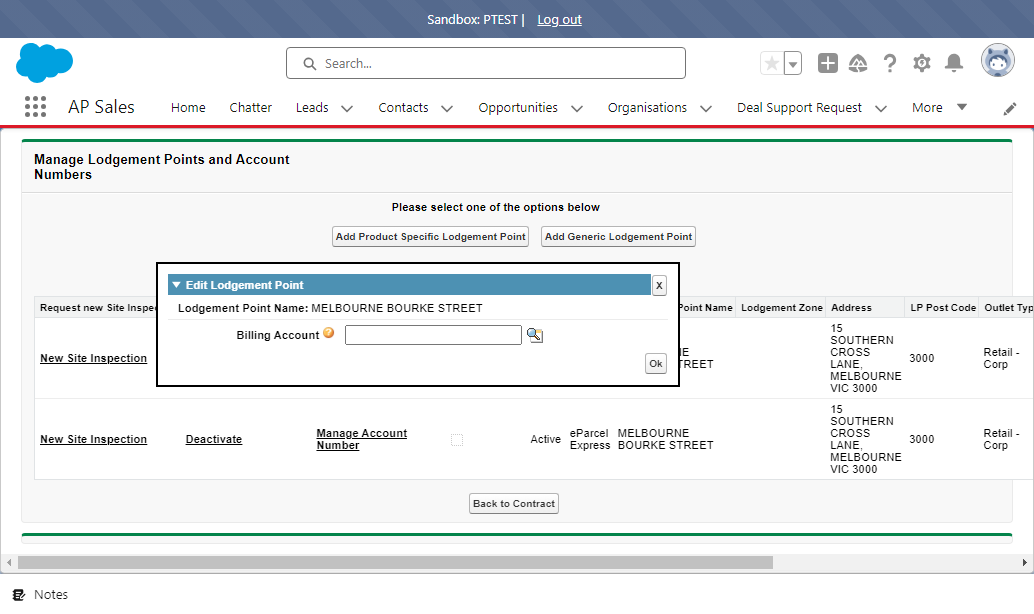 Sandbox: PTEST | Log out
Search...
AP Sales Home Chatter Leads Contacts Opportunities Organisations Deal Support Request More
Manage Lodgement Points and Account
Numbers
Please select one of the options below
Add Product Specific Lodgement Point Add Generic Lodgement Point
Edit Lodgement Point X
Lodgement Point Name: MELBOURNE BOURKE STREET
Billing Account ?
Ok
Request new Site Inspe Point Name Lodgement Zone Address LP Post Code Outlet Typ
New Site Inspection
NE
TREET
15
SOUTHERN
CROSS
LANE,
MELBOURNE
VIC 3000
3000
Retail -
Corp
New Site Inspection Deactivate
Manage Account
Number
Active
eParcel
Express
MELBOURNE
BOURKE STREET
15
SOUTHERN
CROSS
LANE,
MELBOURNE
VIC 3000
3000
Retail -
Corp
Back to Contract
Notes